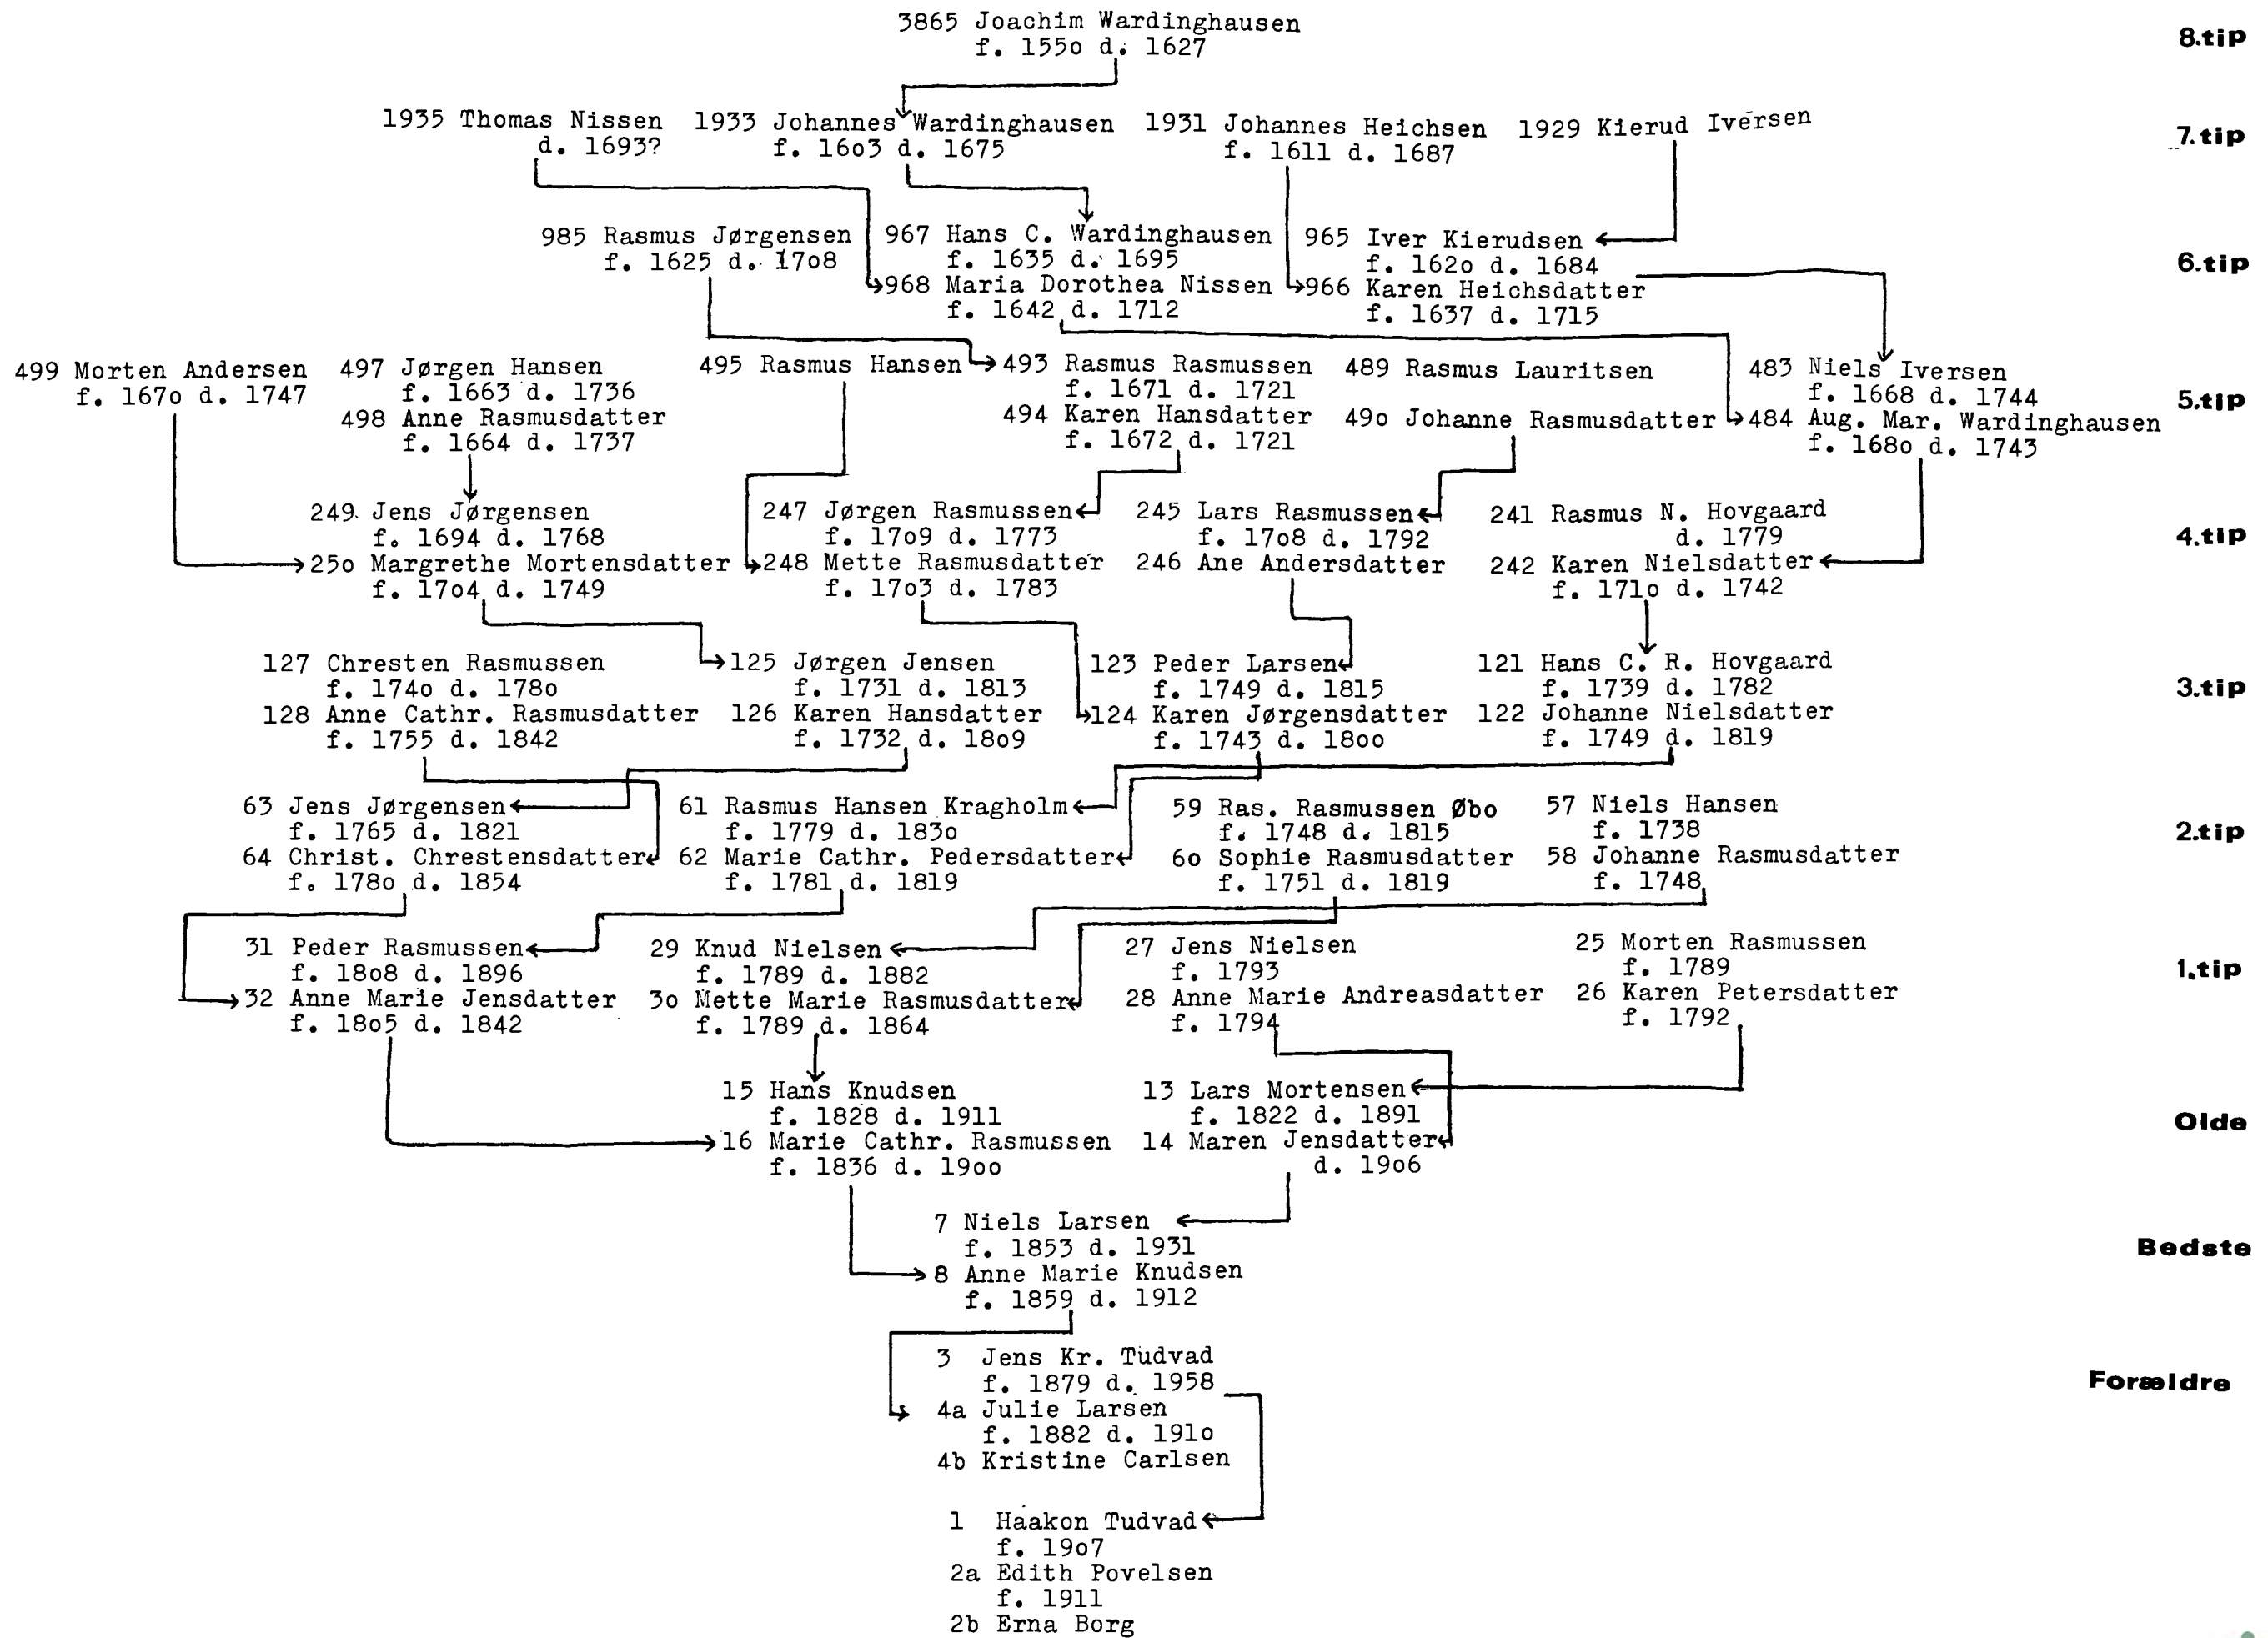 3865 Joachim Wardinghausen
f. 155o d. 1627
8.tip
1935 Thomas Nissen
d. 1693?
1933 Johannes Wardinghausen
f. 16o3 d. 1675
1931 Johannes Heichsen
f. 1611 d. 1687
1929 Kierud Iversen
7.tip
985 Rasmus Jørgensen
f. 1625 d. 17o8
967 Hans C. Wardinghausen
f. 1635 d. 1695
968 Maria Dorothea Nissen
f. 1642 d. 1712
965 Iver Kierudsen
f. 162o d. 1684
966 Karen Heichsdatter
f. 1637 d. 1715
6.tip
499 Morten Andersen
f. 167o d. 1747
497 Jørgen Hansen
f. 1663 d. 1736
498 Anne Rasmusdatter
f. 1664 d. 1737
495 Rasmus Hansen
493 Rasmus Rasmussen
f. 1671 d. 1721
494 Karen Hansdatter
f. 1672 d. 1721
489 Rasmus Lauritsen
49o Johanne Rasmusdatter
483 Niels Iversen
f. 1668 d. 1744
484 Aug. Mar. Wardinghausen
f. 168o d. 1743
5.tip
249 Jens Jørgensen
f. 1694 d. 1768
25o Margrethe Mortensdatter
f. 17o4 d. 1749
247 Jørgen Rasmussen
f. 17o9 d. 1773
248 Mette Rasmusdatter
f. 17o3 d. 1783
245 Lars Rasmussen
f. 17o8 d. 1792
246 Ane Andersdatter
241 Rasmus N. Hovgaard
d. 1779
242 Karen Nielsdatter
f. 171o d. 1742
4.tip
127 Chresten Rasmussen
f. 174o d. 178o
128 Anne Cathr. Rasmusdatter
f. 1755 d. 1842
125 Jørgen Jensen
f. 1731 d. 1813
126 Karen Hansdatter
f. 1732 d. 18o9
123 Peder Larsen
f. 1749 d. 1815
124 Karen Jørgensdatter
f. 1743 d. 18oo
121 Hans C. R. Hovgaard
f. 1739 d. 1782
122 Johanne Nielsdatter
f. 1749 d. 1819
3.tip
63 Jens Jørgensen
f. 1765 d. 1821
64 Christ. Chrestensdatter
f. 178o d. 1854
61 Rasmus Hansen Kragholm
f. 1779 d. 183o
62 Marie Cathr. Pedersdatter
f. 1781 d. 1819
59 Ras. Rasmussen Øbo
f. 1748 d. 1815
6o Sophie Rasmusdatter
f. 1751 d. 1819
57 Niels Hansen
f. 1738
58 Johanne Rasmusdatter
f. 1748
2.tip
31 Peder Rasmussen
f. 18o8 d. 1896
32 Anne Marie Jensdatter
f. 18o5 d. 1842
29 Knud Nielsen
f. 1789 d. 1882
3o Mette Marie Rasmusdatter
f. 1789 d. 1864
27 Jens Nielsen
f. 1793
28 Anne Marie Andreasdatter
f. 1794
25 Morten Rasmussen
f. 1789
26 Karen Petersdatter
f. 1792
1.tip
15 Hans Knudsen
f. 1828 d. 1911
16 Marie Cathr. Rasmussen
f. 1836 d. 19oo
13 Lars Mortensen
f. 1822 d. 1891
14 Maren Jensdatter
d. 19o6
Olde
7 Niels Larsen
f. 1853 d. 1931
8 Anne Marie Knudsen
f. 1859 d. 1912
Bedste
3 Jens Kr. Tudvad
f. 1879 d. 1958
4a Julie Larsen
f. 1882 d. 191o
4b Kristine Carlsen
Forældre
1 Haakon Tudvad
f. 19o7
2a Edith Povelsen
f. 1911
2b Erna Borg